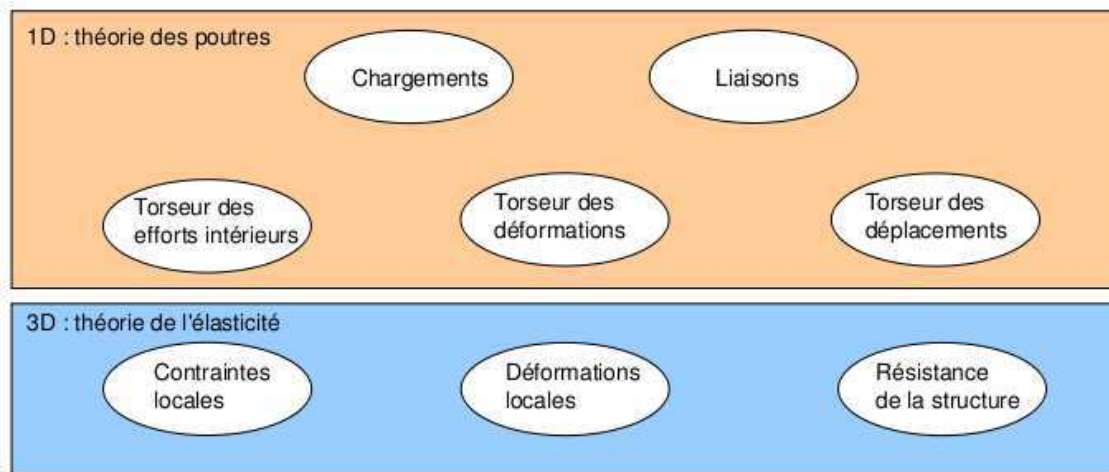 1D : théorie des poutres
Chargements
Liaisons
Torseur des
efforts intérieurs
Torseur des
déformations
Torseur des
déplacements
3D : théorie de l'élasticité
Contraintes
locales
Déformations
locales
Résistance
de la structure